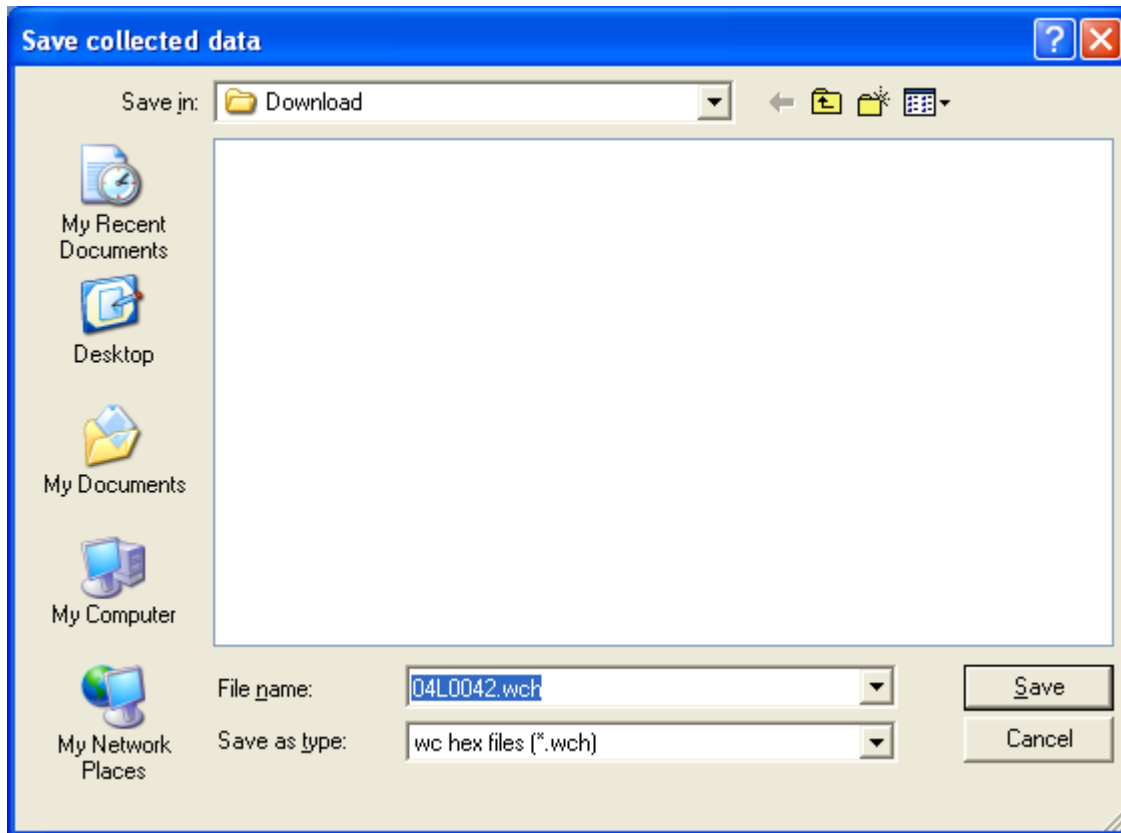 Save collected data
Save in:
Download
My Recent
Documents
Desktop
My Documents
My Computer
My Network
Places
File name:
04L0042.wch
Save
Save as type:
wc hex files (*.wch)
Cancel